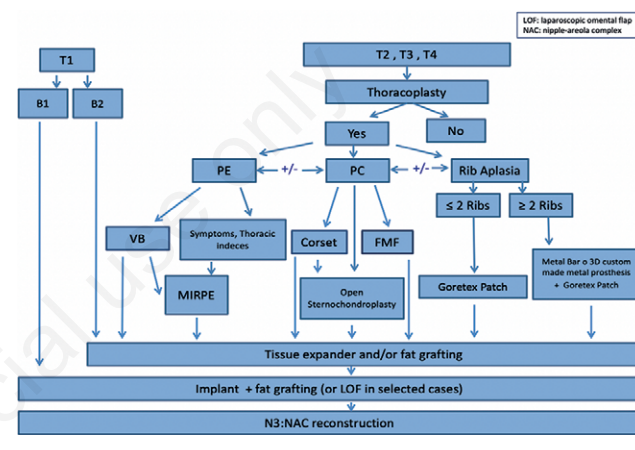 LOF: laparoscopic omental flap
NAC: nipple-areola complex
T1
T2 , T3 , T4
Thoracoplasty
B1
B2
Yes
No
PE
+/-
PC
+/-
Rib Aplasia
≤ 2 Ribs
≥ 2 Ribs
VB
Symptoms, Thoracic
indeces
Corset
FMF
MIRPE
Open
Sternochondroplasty
Goretex Patch
Metal Bar o 3D custom
made metal prosthesis
+ Goretex Patch
Tissue expander and/or fat grafting
Implant + fat grafting (or LOF in selected cases)
N3:NAC reconstruction
cial use only